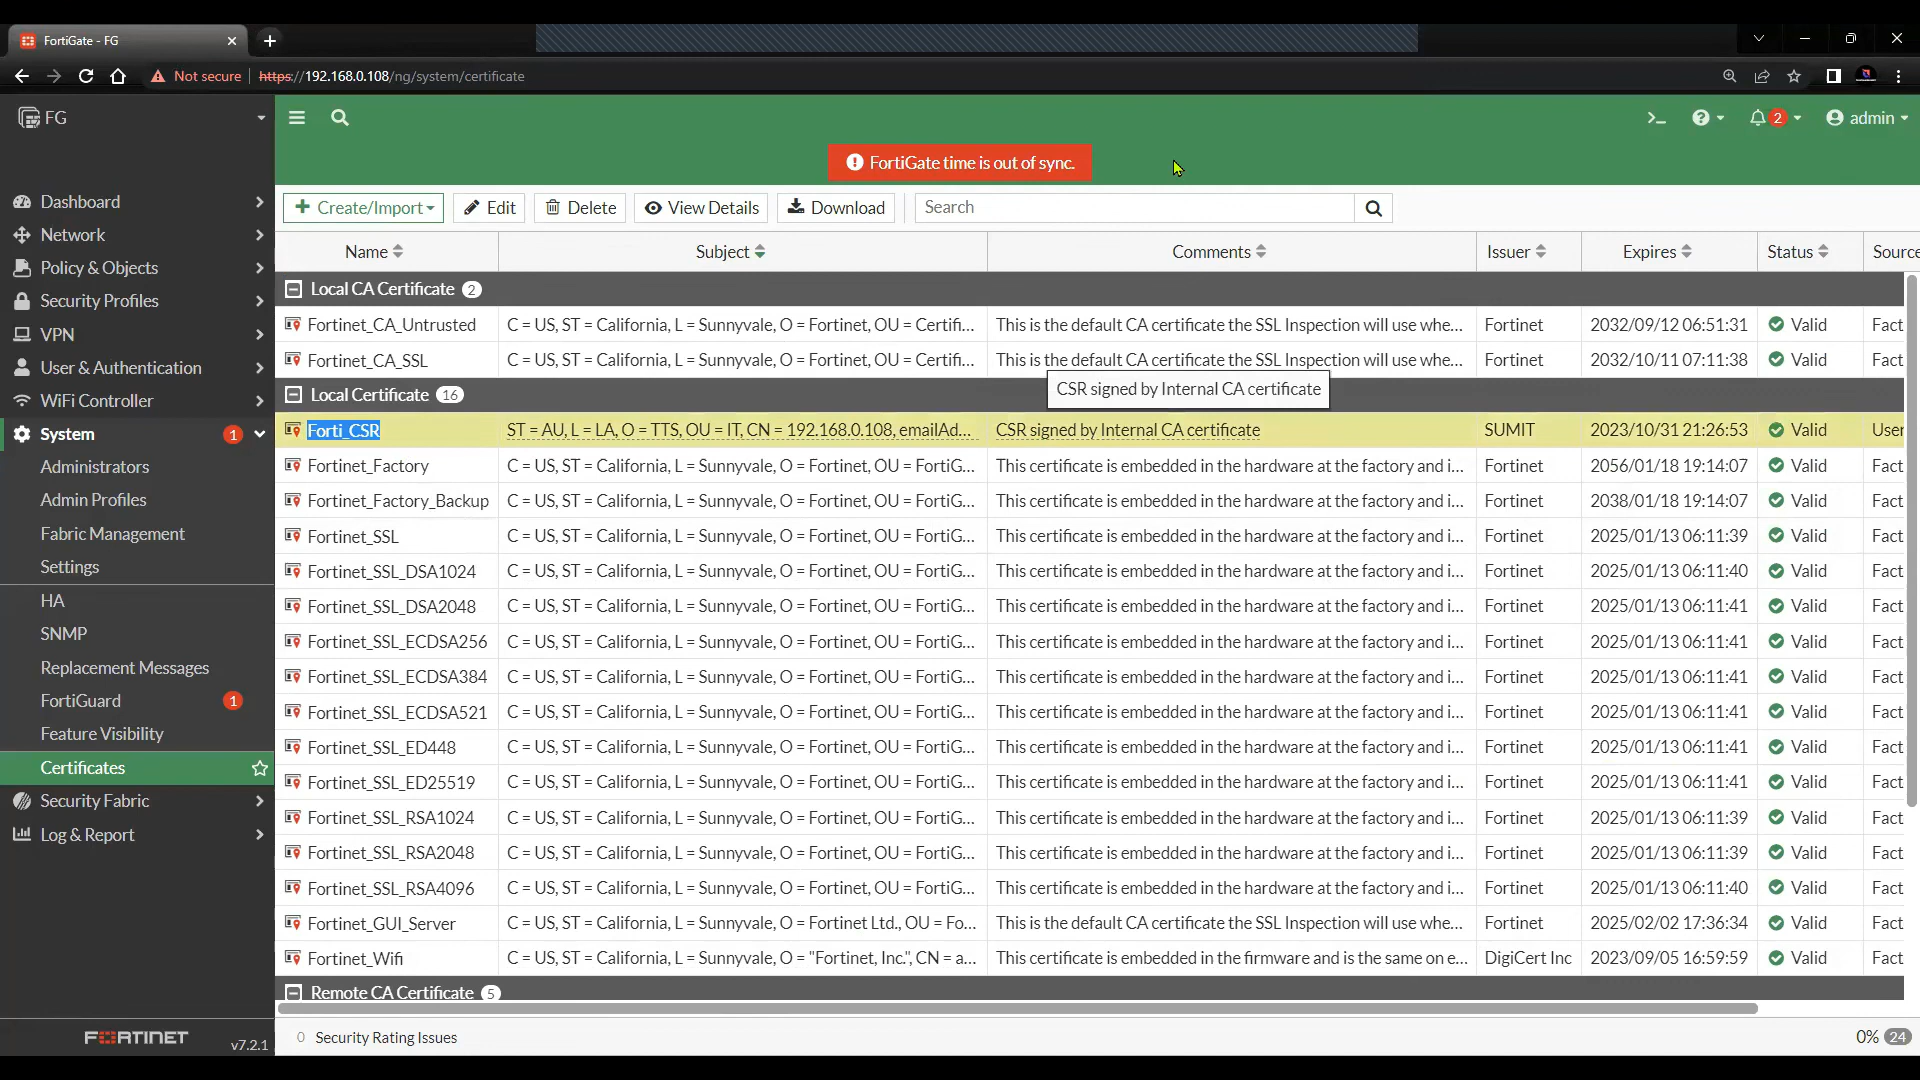 FortiGate - FG
Not secure https://192.168.0.108/ng/system/certificate
FG
2
admin
FortiGate time is out of sync.
Dashboard
Network
Policy & Objects
Security Profiles
VPN
User & Authentication
WiFi Controller
System 1
Administrators
Admin Profiles
Fabric Management
Settings
HA
SNMP
Replacement Messages
FortiGuard 1
Feature Visibility
Certificates
Security Fabric
Log & Report
FORTINET v7.2.1
Create/Import Edit Delete View Details Download Search
Name Subject Comments Issuer Expires Status Source
Local CA Certificate 2
Fortinet_CA_Untrusted C = US, ST = California, L = Sunnyvale, O = Fortinet, OU = Certifi... This is the default CA certificate the SSL Inspection will use whe... Fortinet 2032/09/12 06:51:31 Valid Fact
Fortinet_CA_SSL C = US, ST = California, L = Sunnyvale, O = Fortinet, OU = Certifi... This is the default CA certificate the SSL Inspection will use whe... Fortinet 2032/10/11 07:11:38 Valid Fact
CSR signed by Internal CA certificate
Local Certificate 16
Forti_CSR ST = AU, L = LA, O = TTS, OU = IT, CN = 192.168.0.108, emailAd... CSR signed by Internal CA certificate SUMIT 2023/10/31 21:26:53 Valid User
Fortinet_Factory C = US, ST = California, L = Sunnyvale, O = Fortinet, OU = FortiG... This certificate is embedded in the hardware at the factory and i... Fortinet 2056/01/18 19:14:07 Valid Fact
Fortinet_Factory_Backup C = US, ST = California, L = Sunnyvale, O = Fortinet, OU = FortiG... This certificate is embedded in the hardware at the factory and i... Fortinet 2038/01/18 19:14:07 Valid Fact
Fortinet_SSL C = US, ST = California, L = Sunnyvale, O = Fortinet, OU = FortiG... This certificate is embedded in the hardware at the factory and i... Fortinet 2025/01/13 06:11:39 Valid Fact
Fortinet_SSL_DSA1024 C = US, ST = California, L = Sunnyvale, O = Fortinet, OU = FortiG... This certificate is embedded in the hardware at the factory and i... Fortinet 2025/01/13 06:11:40 Valid Fact
Fortinet_SSL_DSA2048 C = US, ST = California, L = Sunnyvale, O = Fortinet, OU = FortiG... This certificate is embedded in the hardware at the factory and i... Fortinet 2025/01/13 06:11:41 Valid Fact
Fortinet_SSL_ECDSA256 C = US, ST = California, L = Sunnyvale, O = Fortinet, OU = FortiG... This certificate is embedded in the hardware at the factory and i... Fortinet 2025/01/13 06:11:41 Valid Fact
Fortinet_SSL_ECDSA384 C = US, ST = California, L = Sunnyvale, O = Fortinet, OU = FortiG... This certificate is embedded in the hardware at the factory and i... Fortinet 2025/01/13 06:11:41 Valid Fact
Fortinet_SSL_ECDSA521 C = US, ST = California, L = Sunnyvale, O = Fortinet, OU = FortiG... This certificate is embedded in the hardware at the factory and i... Fortinet 2025/01/13 06:11:41 Valid Fact
Fortinet_SSL_ED448 C = US, ST = California, L = Sunnyvale, O = Fortinet, OU = FortiG... This certificate is embedded in the hardware at the factory and i... Fortinet 2025/01/13 06:11:41 Valid Fact
Fortinet_SSL_ED25519 C = US, ST = California, L = Sunnyvale, O = Fortinet, OU = FortiG... This certificate is embedded in the hardware at the factory and i... Fortinet 2025/01/13 06:11:41 Valid Fact
Fortinet_SSL_RSA1024 C = US, ST = California, L = Sunnyvale, O = Fortinet, OU = FortiG... This certificate is embedded in the hardware at the factory and i... Fortinet 2025/01/13 06:11:39 Valid Fact
Fortinet_SSL_RSA2048 C = US, ST = California, L = Sunnyvale, O = Fortinet, OU = FortiG... This certificate is embedded in the hardware at the factory and i... Fortinet 2025/01/13 06:11:39 Valid Fact
Fortinet_SSL_RSA4096 C = US, ST = California, L = Sunnyvale, O = Fortinet, OU = FortiG... This certificate is embedded in the hardware at the factory and i... Fortinet 2025/01/13 06:11:40 Valid Fact
Fortinet_GUI_Server C = US, ST = California, L = Sunnyvale, O = Fortinet Ltd., OU = Fo... This is the default CA certificate the SSL Inspection will use whe... Fortinet 2025/02/02 17:36:34 Valid Fact
Fortinet_Wifi C = US, ST = California, L = Sunnyvale, O = "Fortinet, Inc.", CN = a... This certificate is embedded in the firmware and is the same on e... DigiCert Inc 2023/09/05 16:59:59 Valid Fact
Remote CA Certificate 5
0 Security Rating Issues 0% 24